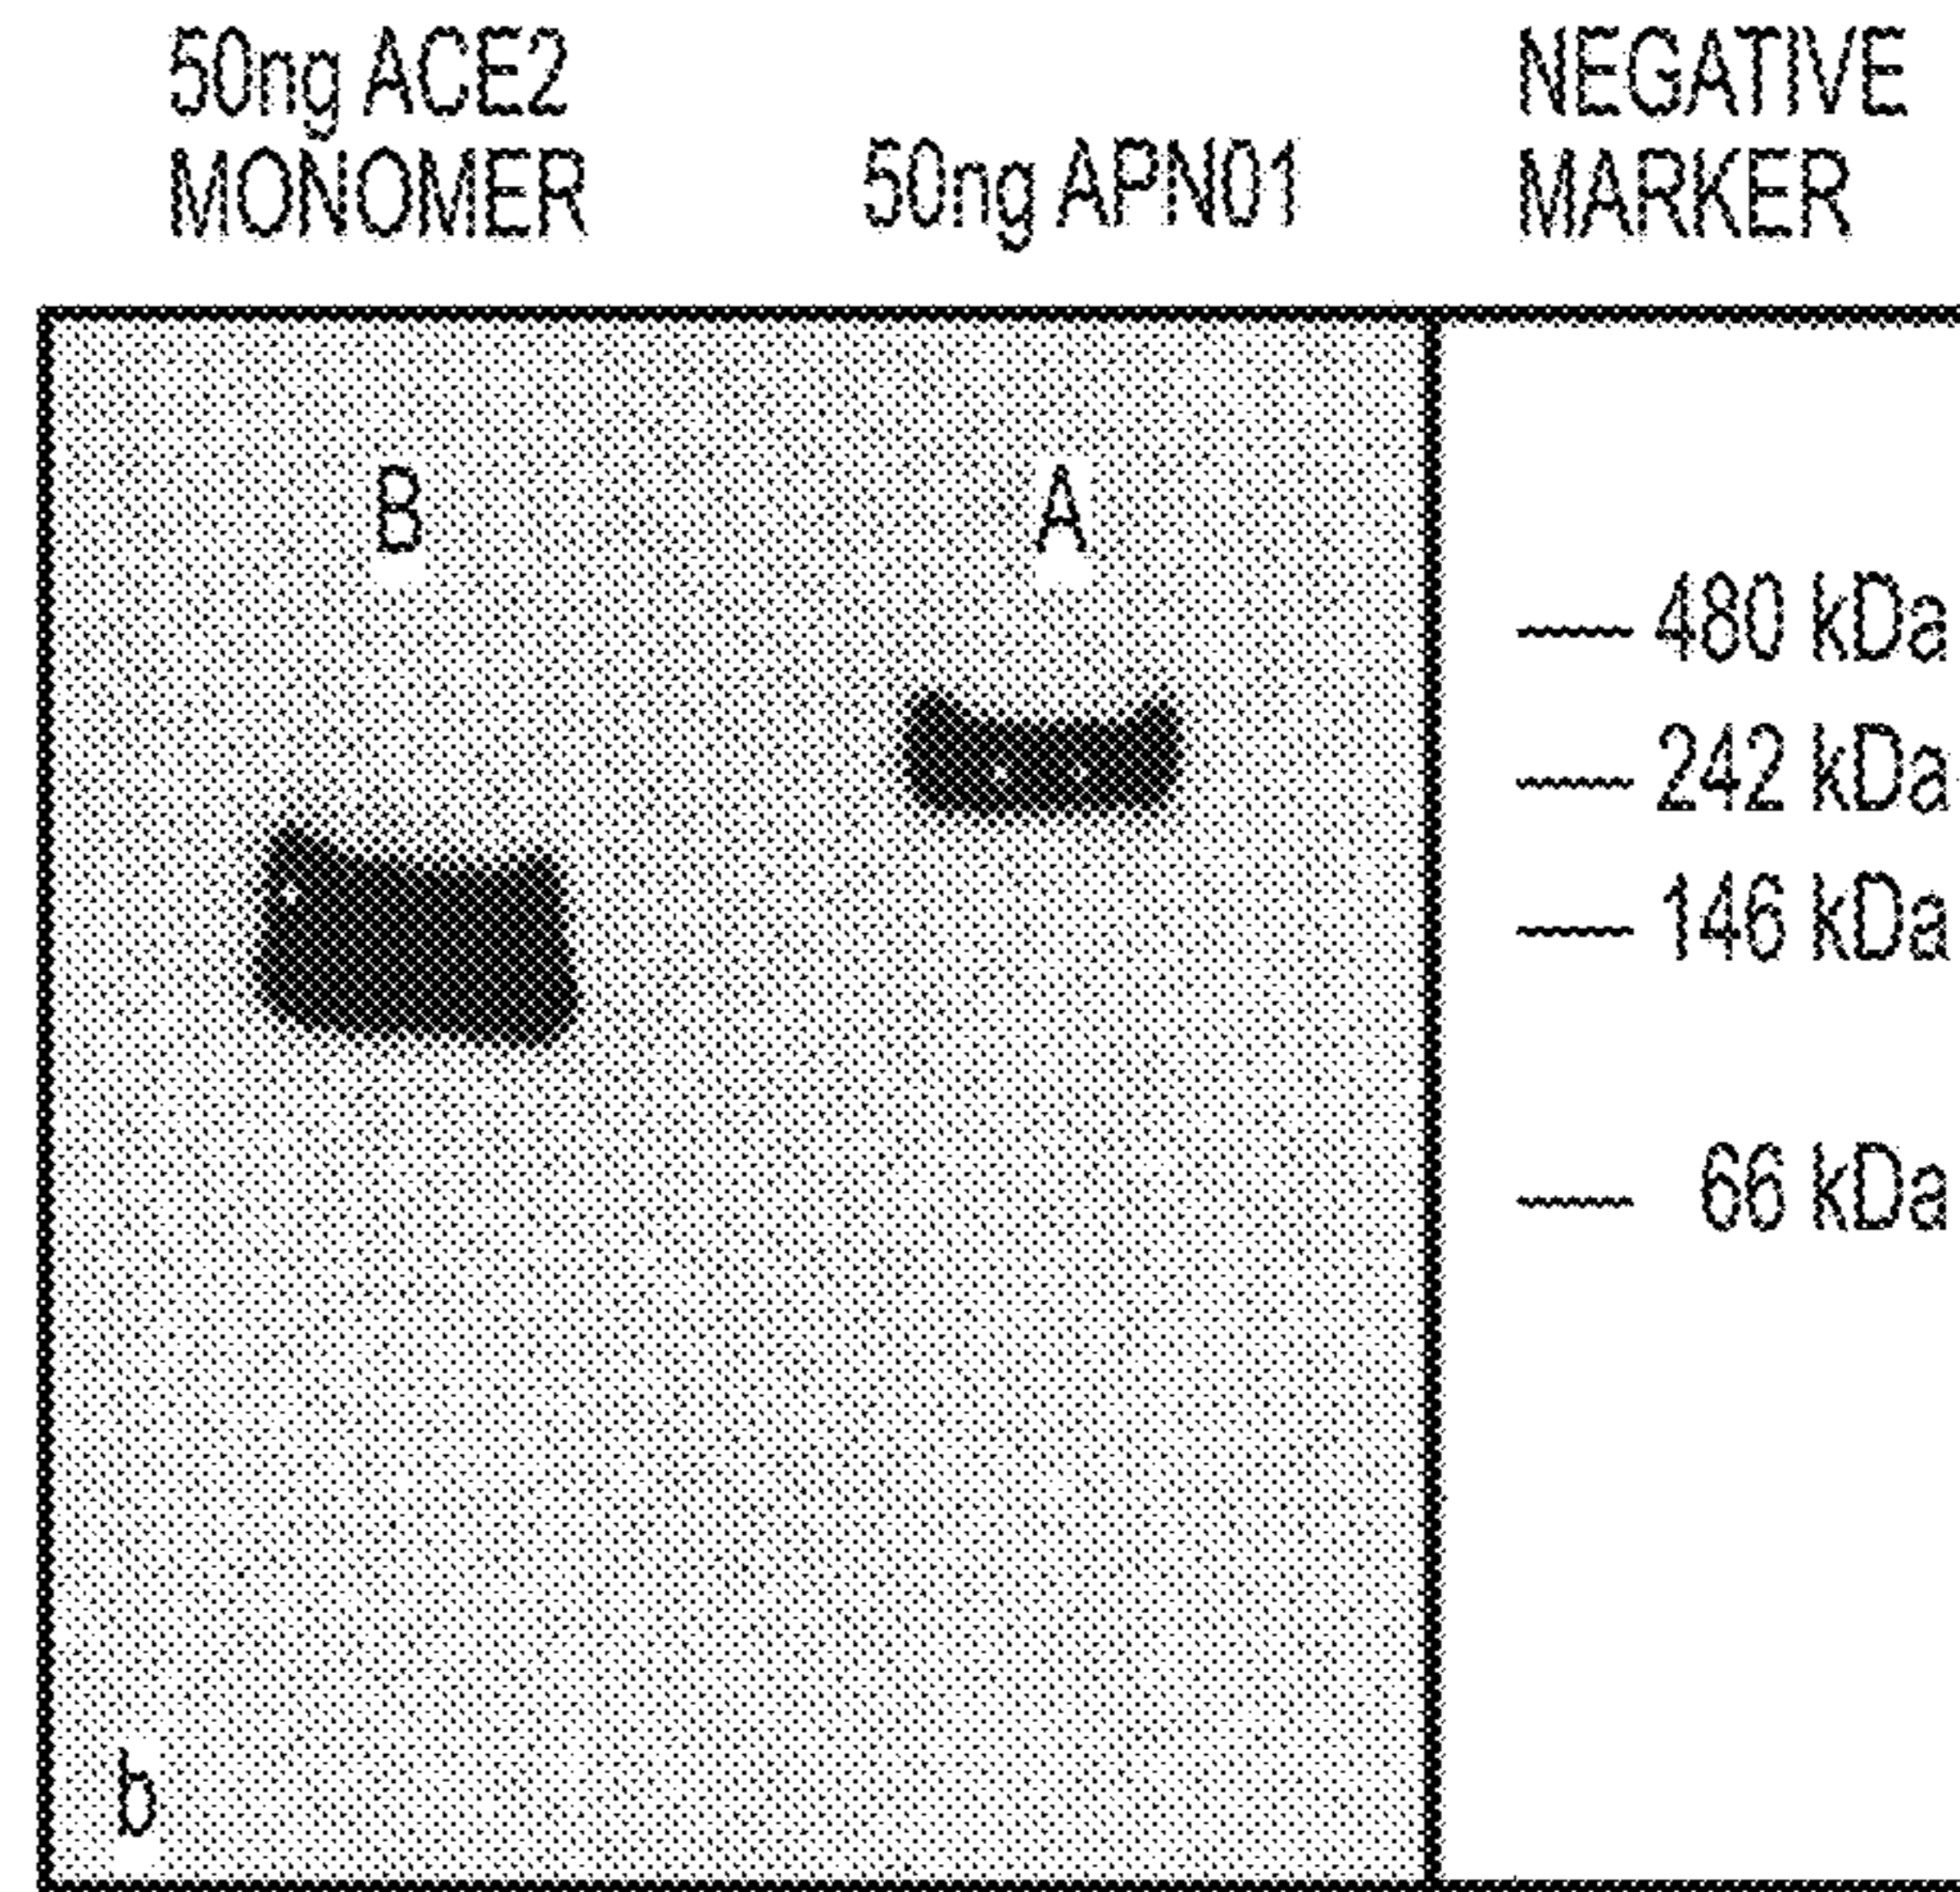 50ng ACE2
MONOMER
50ng APN01
NEGATIVE
MARKER
B
A
480 kDa
242 kDa
146 kDa
66 kDa
b